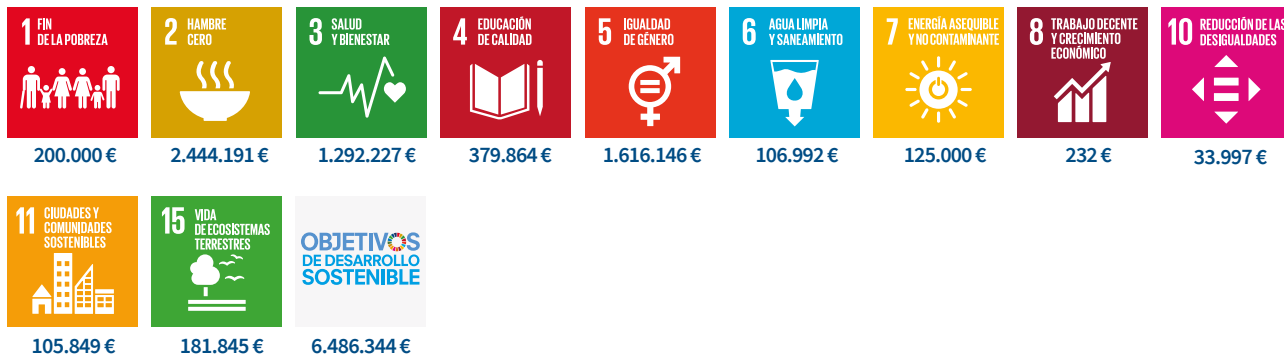 1 FIN
DE LA POBREZA
200.000 €
2 HAMBRE
CERO
2.444.191 €
3 SALUD
Y BIENESTAR
1.292.227 €
4 EDUCACIÓN
DE CALIDAD
379.864 €
5 IGUALDAD
DE GÉNERO
1.616.146 €
6 AGUA LIMPIA
Y SANEAMIENTO
106.992 €
7 ENERGÍA ASEQUIBLE
Y NO CONTAMINANTE
125.000 €
8 TRABAJO DECENTE
Y CRECIMIENTO
ECONÓMICO
232 €
10 REDUCCIÓN DE LAS
DESIGUALDADES
33.997 €
11 CIUDADES Y
COMUNIDADES
SOSTENIBLES
105.849 €
15 VIDA
DE ECOSISTEMAS
TERRESTRES
181.845 €
OBJETIVOS
DE DESARROLLO
SOSTENIBLE
6.486.344 €